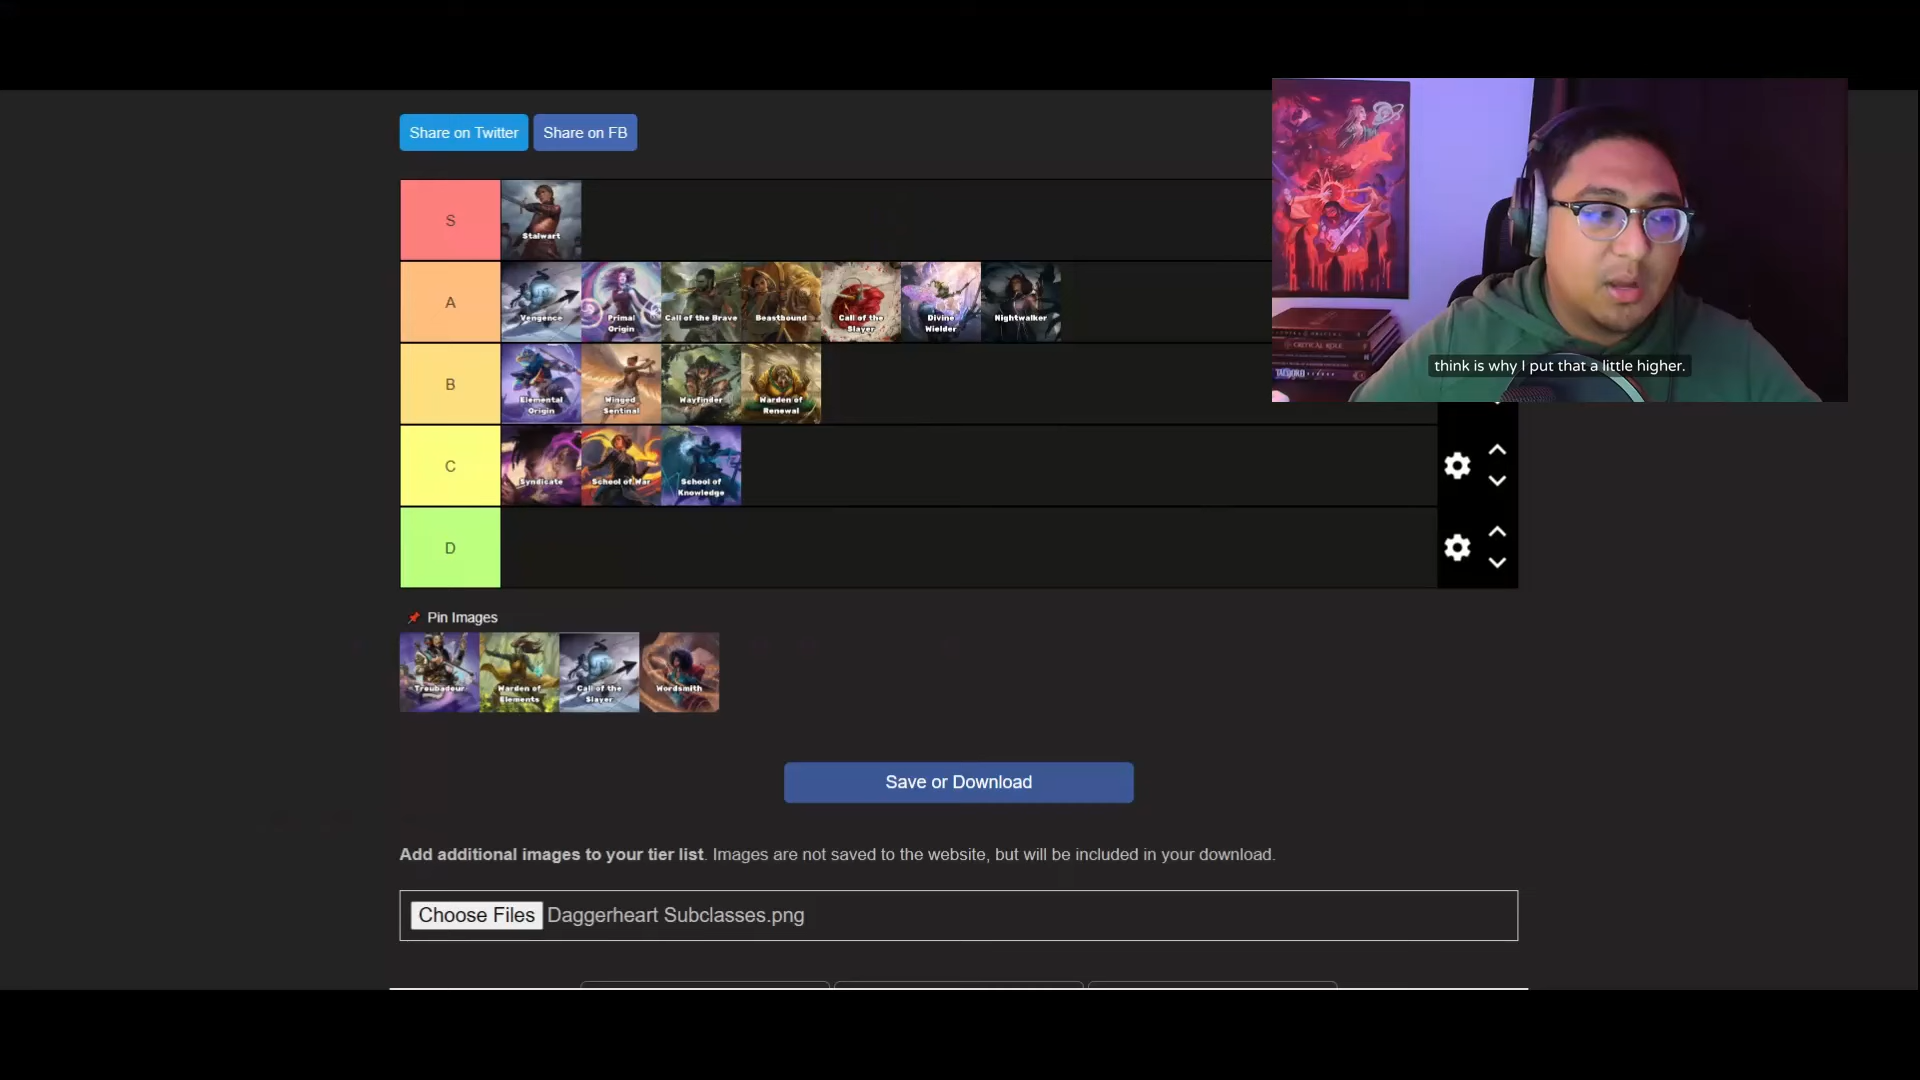 Share on Twitter
Share on FB
S
Stalwart
A
Vengence
Primal
Origin
Call of the Brave
Beastbound
Call of the
Slayer
Divine
Wielder
Nightwalker
B
Elemental
Origin
Winged
Sentinal
Wayfinder
Warden of
Renewal
C
Syndicate
School of War
School of
Knowledge
D
think is why I put that a little higher.
CRITICAL ROLE
Pin Images
Troubadour
Warden of
Elements
Call of the
Slayer
Wordsmith
Save or Download
Add additional images to your tier list. Images are not saved to the website, but will be included in your download.
Choose Files Daggerheart Subclasses.png